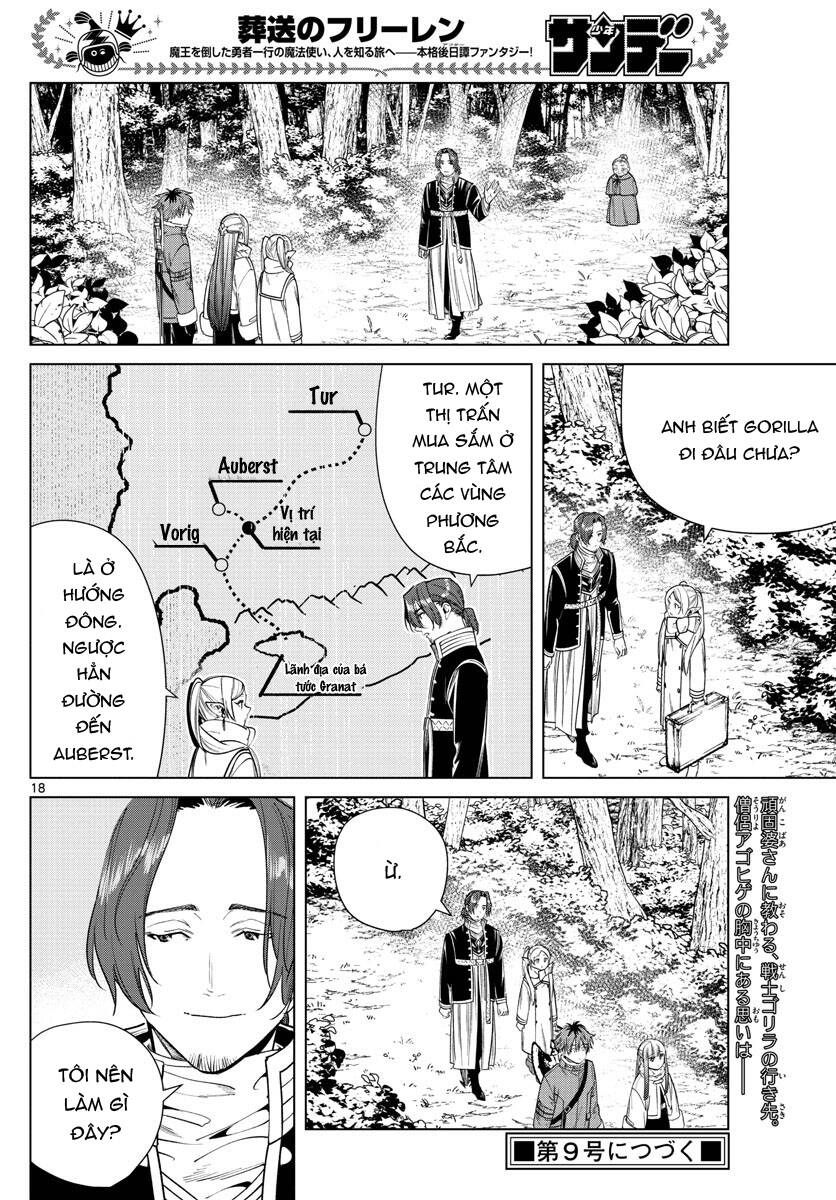 葬送のフリーレン
魔王を倒した勇者一行の魔法使い、人を知る旅へ——本格後日譚ファンタジー!
少年
サンデー
ANH BIẾT GORILLA
ĐI ĐÂU CHƯA?
TUR. MỘT
THỊ TRẤN
MUA SẮM Ở
TRUNG TÂM
CÁC VÙNG
PHƯƠNG
BẮC.
Tur
Auberst
Vị trí
hiện tại
Vorig
Lãnh địa của bá
tước Granat
LÀ Ở
HƯỚNG
ĐÔNG.
NGƯỢC
HẲN
ĐƯỜNG
ĐẾN
AUBERST.
18
Ừ.
頑固婆さんに教わる、戦士ゴリラの行き先。
僧侶アゴヒゲの胸中にある思いは——
TÔI NÊN
LÀM GÌ
ĐÂY?
■第9号につづく■